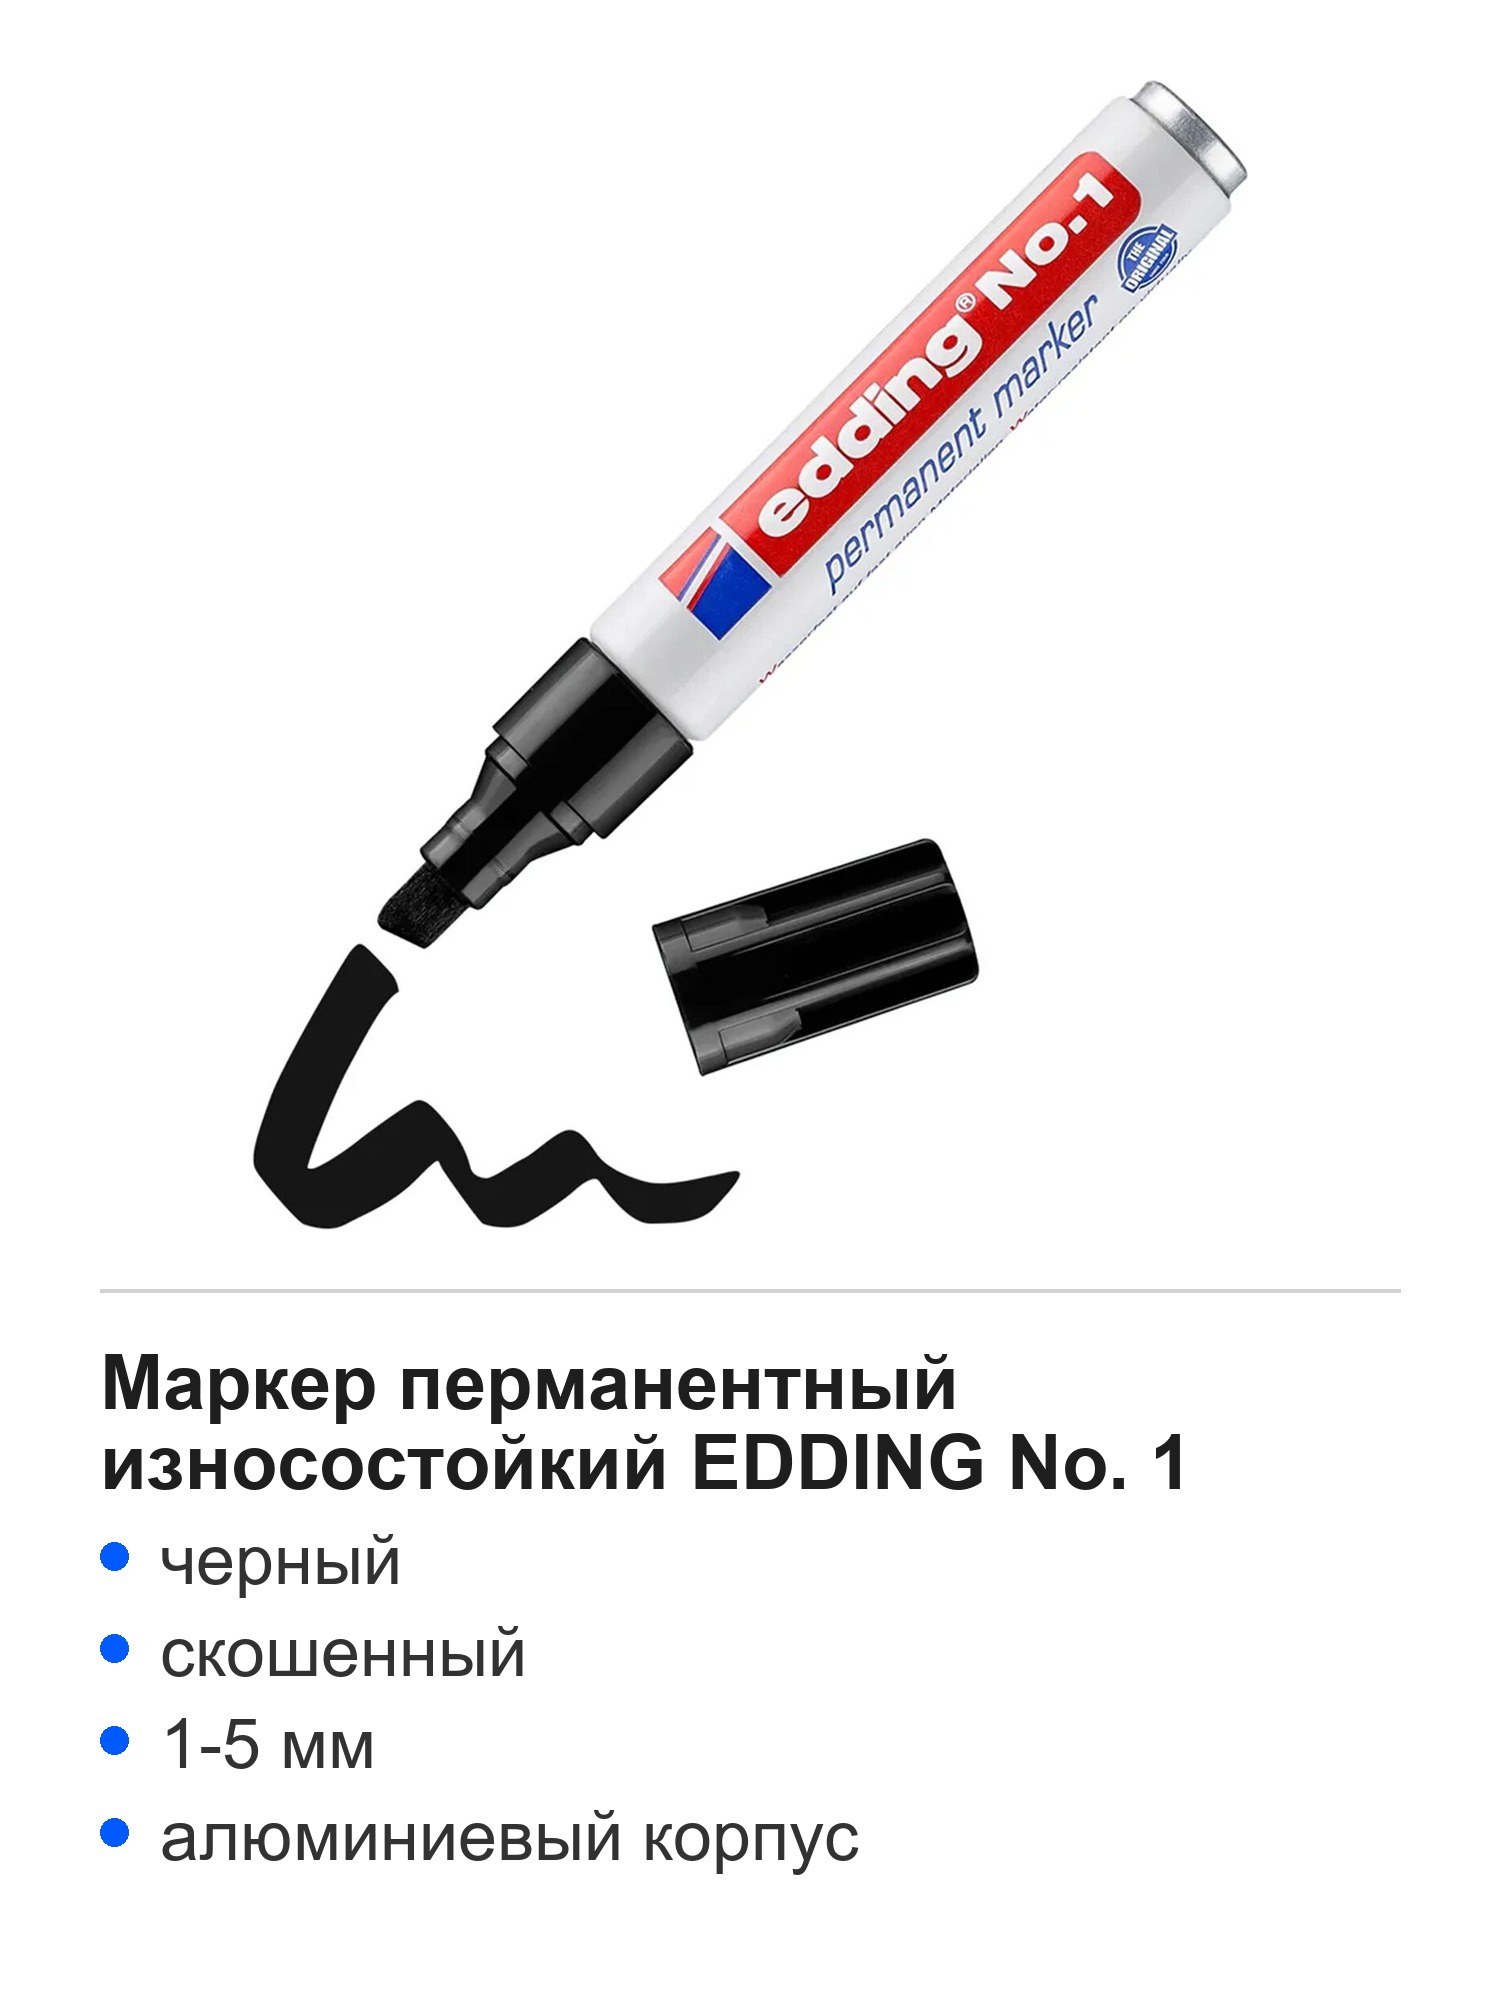 edding® No.1
THE
ORIGINAL
permanent marker
Маркер перманентный
износостойкий EDDING No. 1
черный
скошенный
1-5 мм
алюминиевый корпус